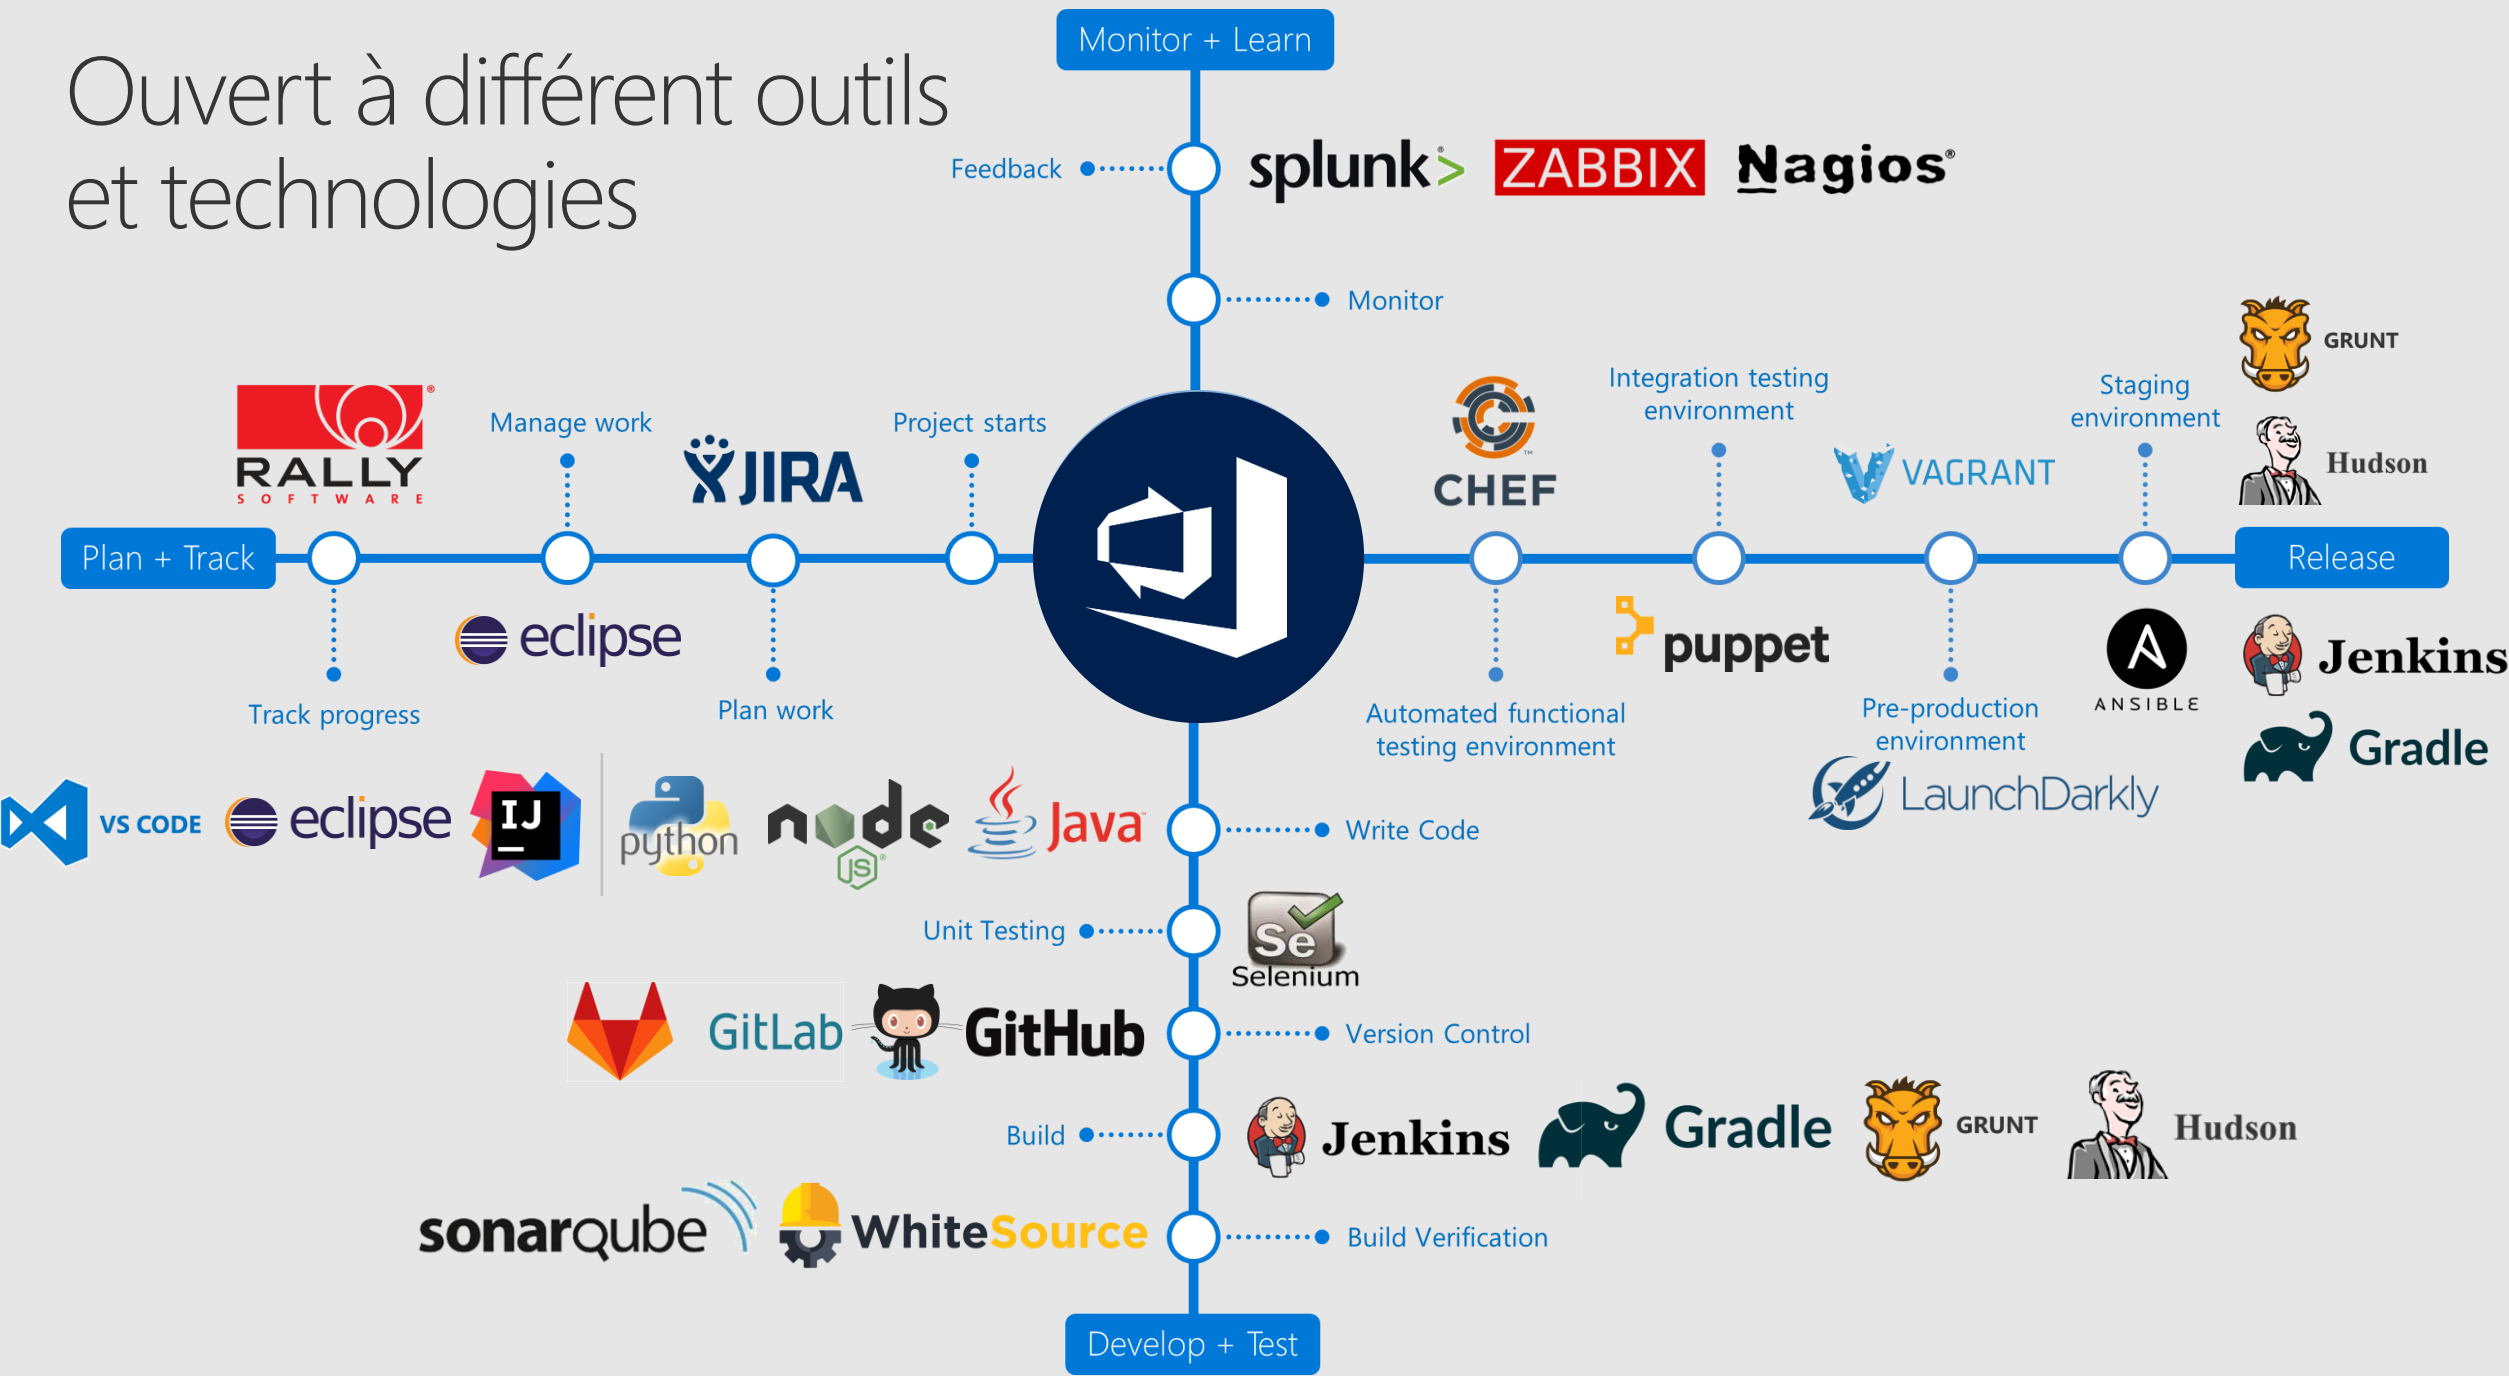 Ouvert à différent outils
et technologies
Monitor + Learn
Feedback
splunk>
ZABBIX
Nagios®
Monitor
GRUNT
Hudson
RALLY®
SOFTWARE
Manage work
JIRA
Project starts
CHEF™
Integration testing
environment
VAGRANT
Staging
environment
Plan + Track
Release
Track progress
eclipse
Plan work
Automated functional
testing environment
puppet
Pre-production
environment
LaunchDarkly
A
ANSIBLE
Jenkins
Gradle
VS CODE
eclipse
IJ
python
node
JS®
Java™
Write Code
Unit Testing
Se
Selenium
GitLab
GitHub
Version Control
Build
Jenkins
Gradle
GRUNT
Hudson
sonarqube
WhiteSource
Build Verification
Develop + Test